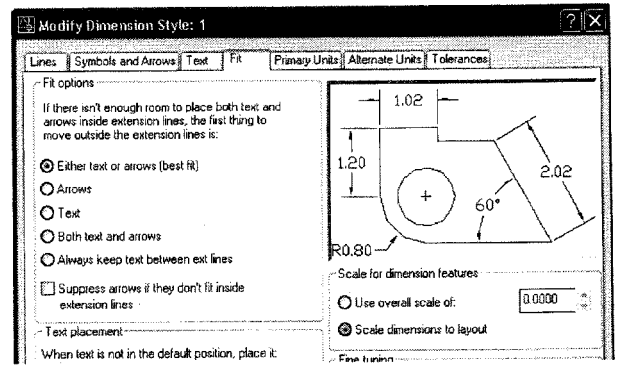 Modify Dimension Style: 1
Lines Symbols and Arrows Text Fit Primary Units Alternate Units Tolerances
Fit options
If there isn't enough room to place both text and
arrows inside extension lines, the first thing to
move outside the extension lines is:
Either text or arrows (best fit)
Arrows
Text
Both text and arrows
Always keep text between ext lines
Suppress arrows if they don't fit inside
extension lines
Text placement
When text is not in the default position, place it:
1.02
1.20
2.02
60°
R0.80
Scale for dimension features
Use overall scale of: 0.0000
Scale dimensions to layout
Fine tuning